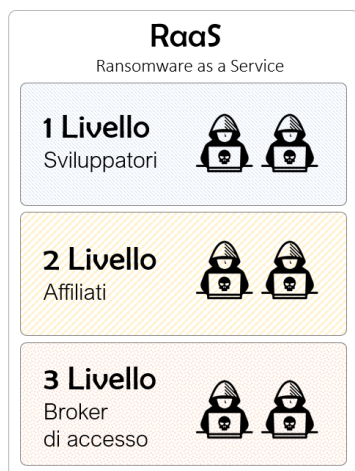 RaaS
Ransomware as a Service
1 Livello
Sviluppatori
2 Livello
Affiliati
3 Livello
Broker
di accesso